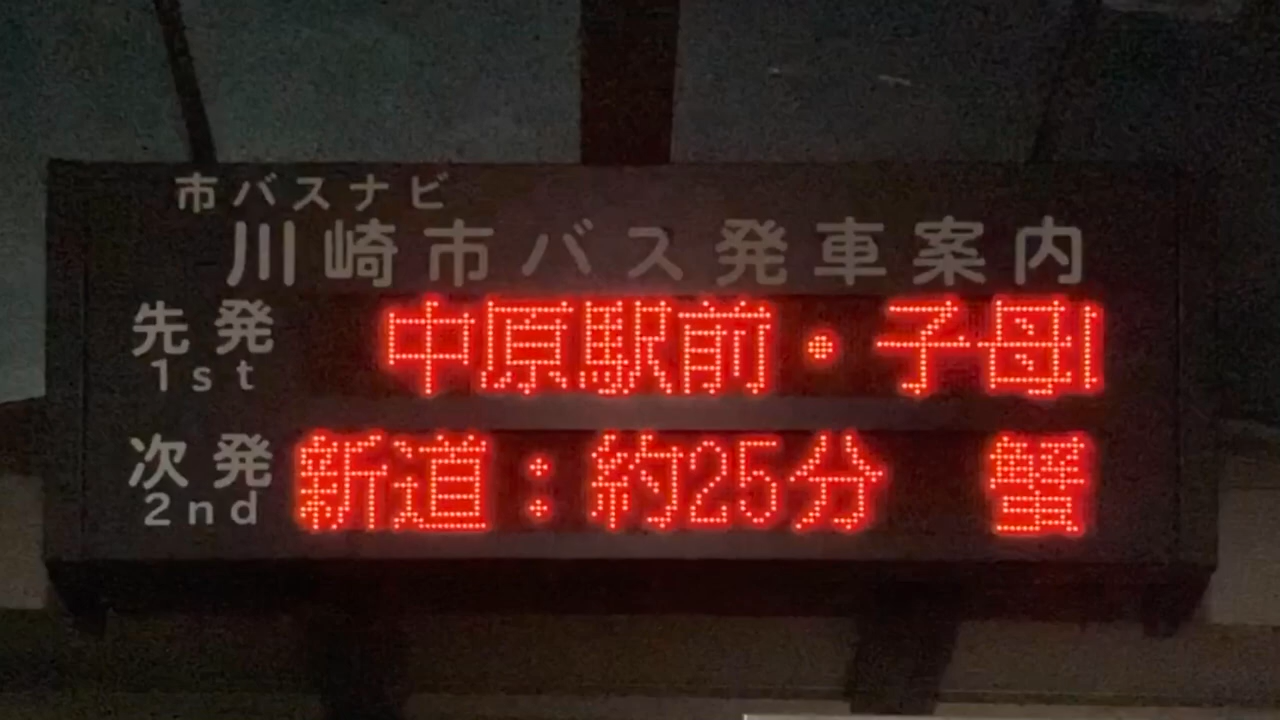 市バスナビ
川崎市バス発車案内
先発 中原駅前・子母
1st
次発 新道:約25分 蟹
2nd